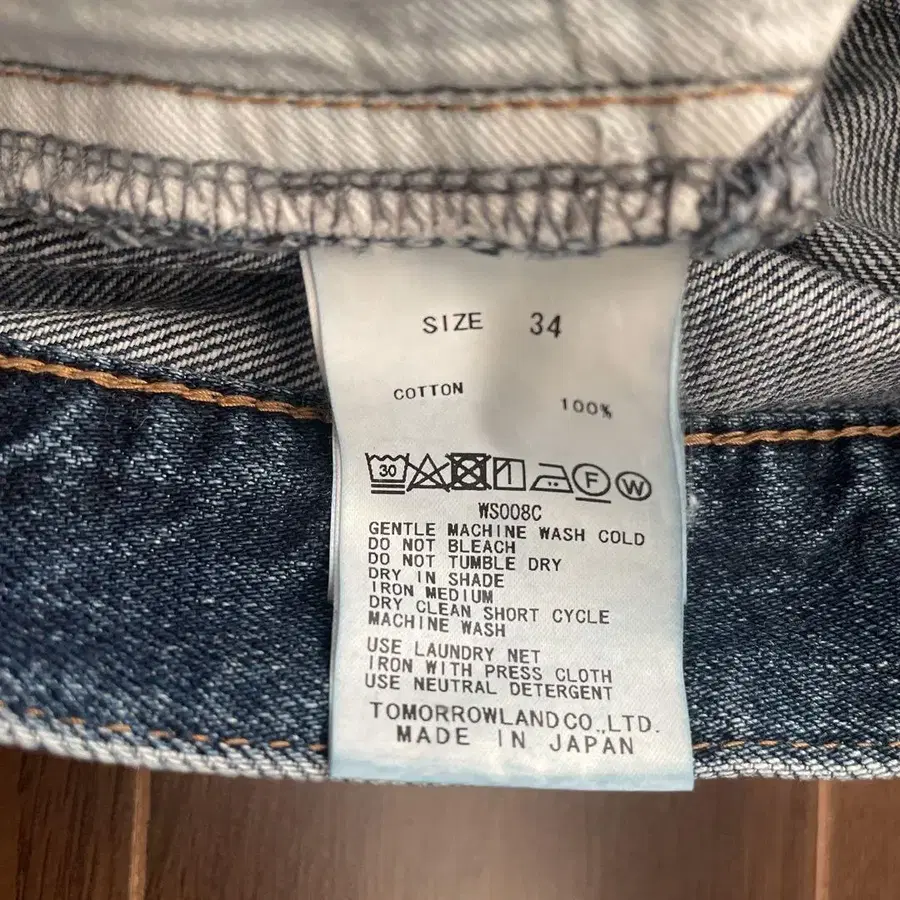 SIZE 34
COTTON 100%
30 F W
WS008C
GENTLE MACHINE WASH COLD
DO NOT BLEACH
DO NOT TUMBLE DRY
DRY IN SHADE
IRON MEDIUM
DRY CLEAN SHORT CYCLE
MACHINE WASH
USE LAUNDRY NET
IRON WITH PRESS CLOTH
USE NEUTRAL DETERGENT
TOMORROWLAND CO., LTD.
MADE IN JAPAN